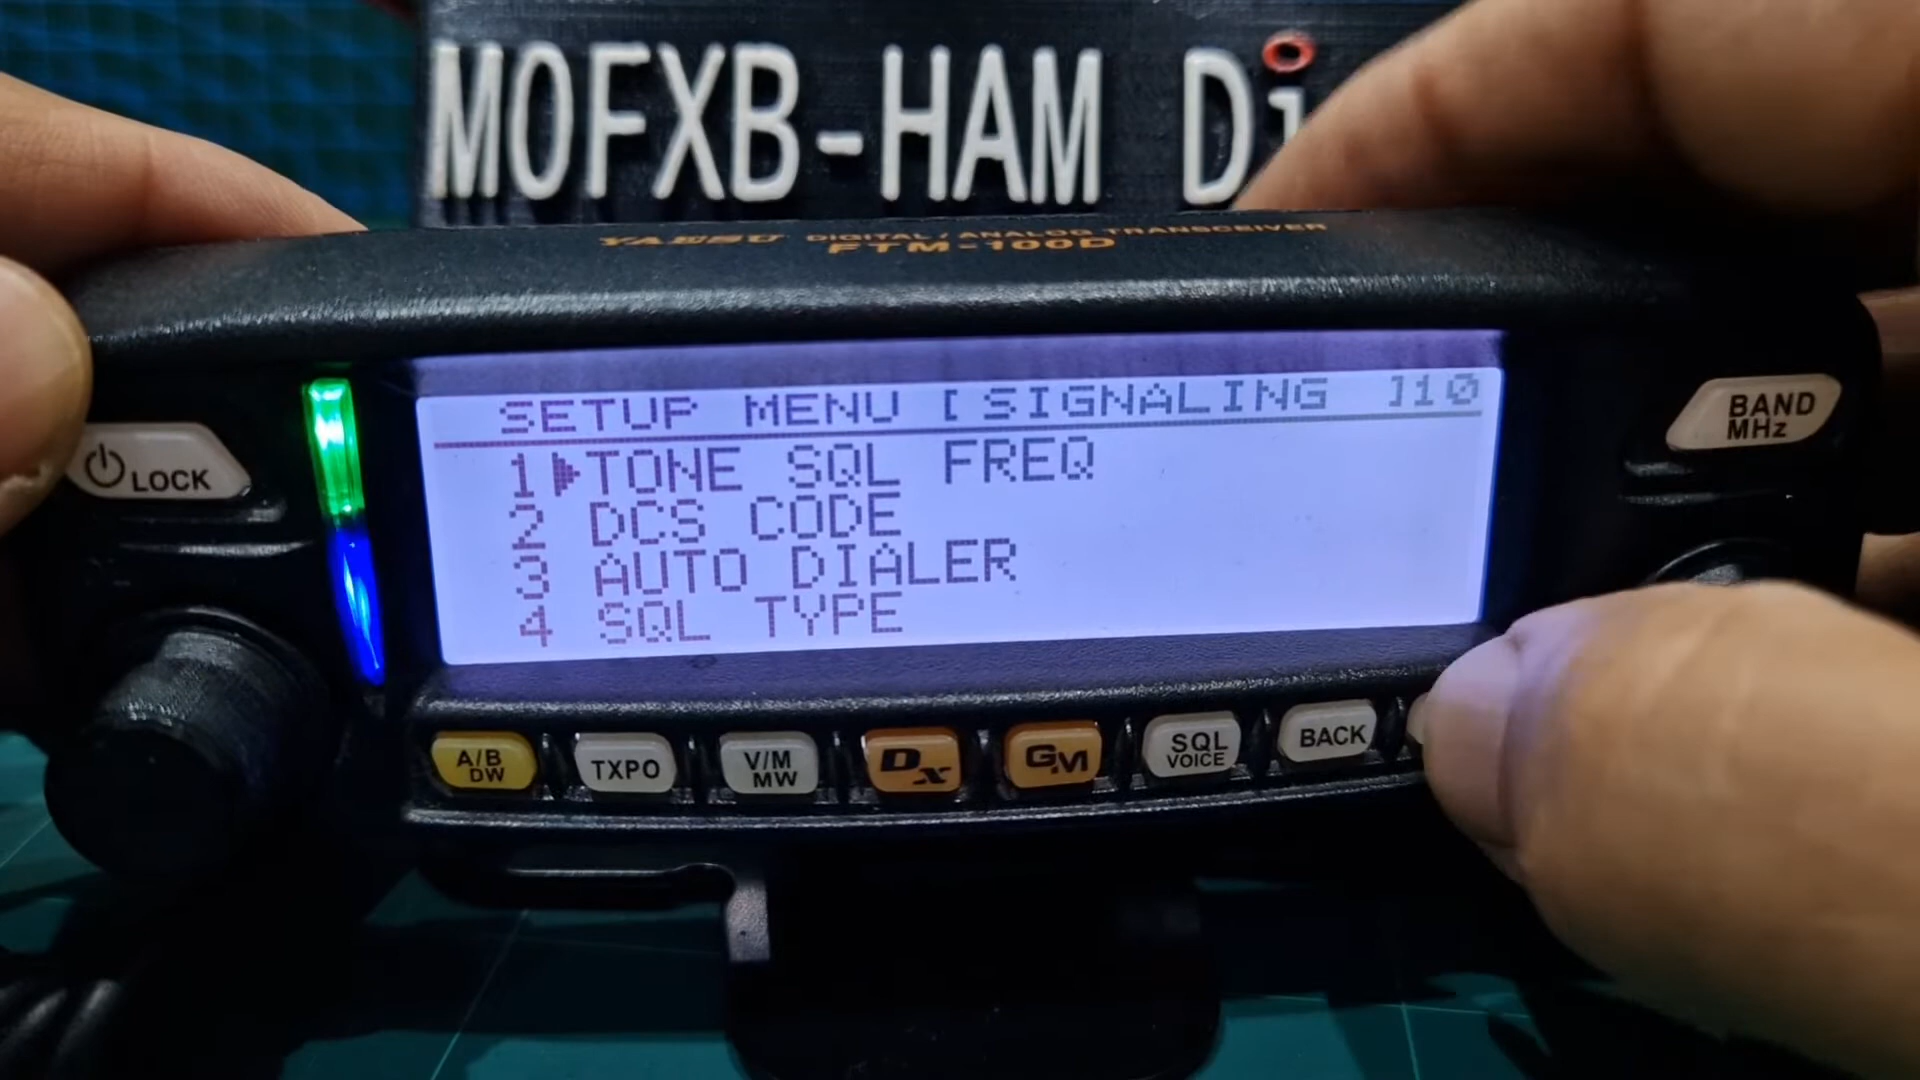 M0FXB-HAM Di
YAESU DIGITAL/ANALOG TRANSCEIVER
FTM-100D
SETUP MENU [SIGNALING ]10
1 TONE SQL FREQ
2 DCS CODE
3 AUTO DIALER
4 SQL TYPE
LOCK
BAND
MHz
A/B
DW
TXPO
V/M
MW
DX
GM
SQL
VOICE
BACK